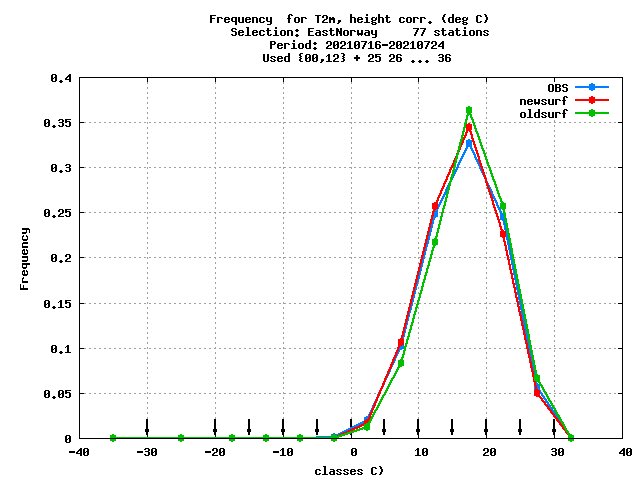 Frequency  for T2m, height corr. (deg C)
Selection: EastNorway     77 stations
Period: 20210716-20210724
Used {00,12} + 25 26 ... 36
OBS
newsurf
oldsurf
0.4
0.35
0.3
0.25
0.2
0.15
0.1
0.05
0
Frequency
-40 -30 -20 -10 0 10 20 30 40
classes C)